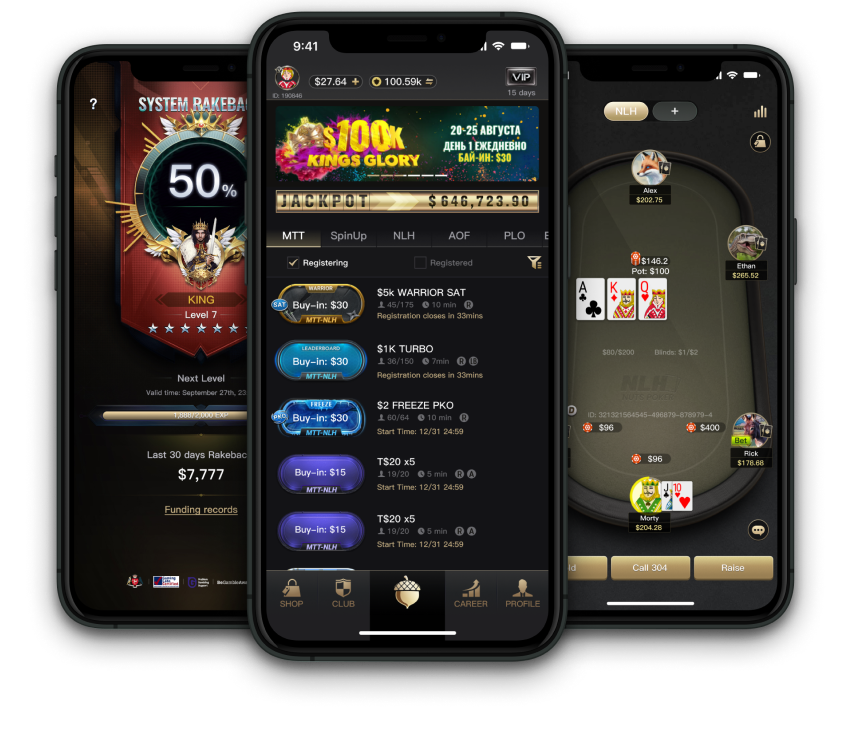 ?
SYSTEM RAKEBA
50%
KING
Level 7
Next Level
Valid time: September 27th, 23
Last 30 days Rakebac
$7,777
Funding records
9:41
ID: 190646
$27.64 +
100.59k
VIP
15 days
$100K
KINGS GLORY
20-25 АВГУСТА
ДЕНЬ 1 ЕЖЕДНЕВНО
БАЙ-ИН: $30
JACKPOT
$646,723.90
MTT
SpinUp
NLH
AOF
PLO
Registering
Registered
WARRIOR
SAT
Buy-in: $30
MTT-NLH
$5k WARRIOR SAT
45/175 10 min R
Registration closes in 33mins
LEADERBOARD
Buy-in: $30
MTT-NLH
$1K TURBO
36/150 7min R
Registration closes in 33mins
FREEZE
PKO
Buy-in: $30
MTT-NLH
$2 FREEZE PKO
60/64 10 min R
Start Time: 12/31 24:59
Buy-in: $15
MTT-NLH
T$20 x5
19/20 5 min R A
Start Time: 12/31 24:59
Buy-in: $15
MTT-NLH
T$20 x5
19/20 5 min R A
Start Time: 12/31 24:59
SHOP
CLUB
CAREER
PROFILE
NLH
+
Alex
$202.75
Ethan
$265.52
$146.2
Pot: $100
A
K
Q
$80/$200 Blinds: $1/$2
NLH
ID: 321321564545-496879-878979-4
D
$96
$400
$96
Bet
Rick
$178.68
J
10
Morty
$204.28
ld
Call 304
Raise